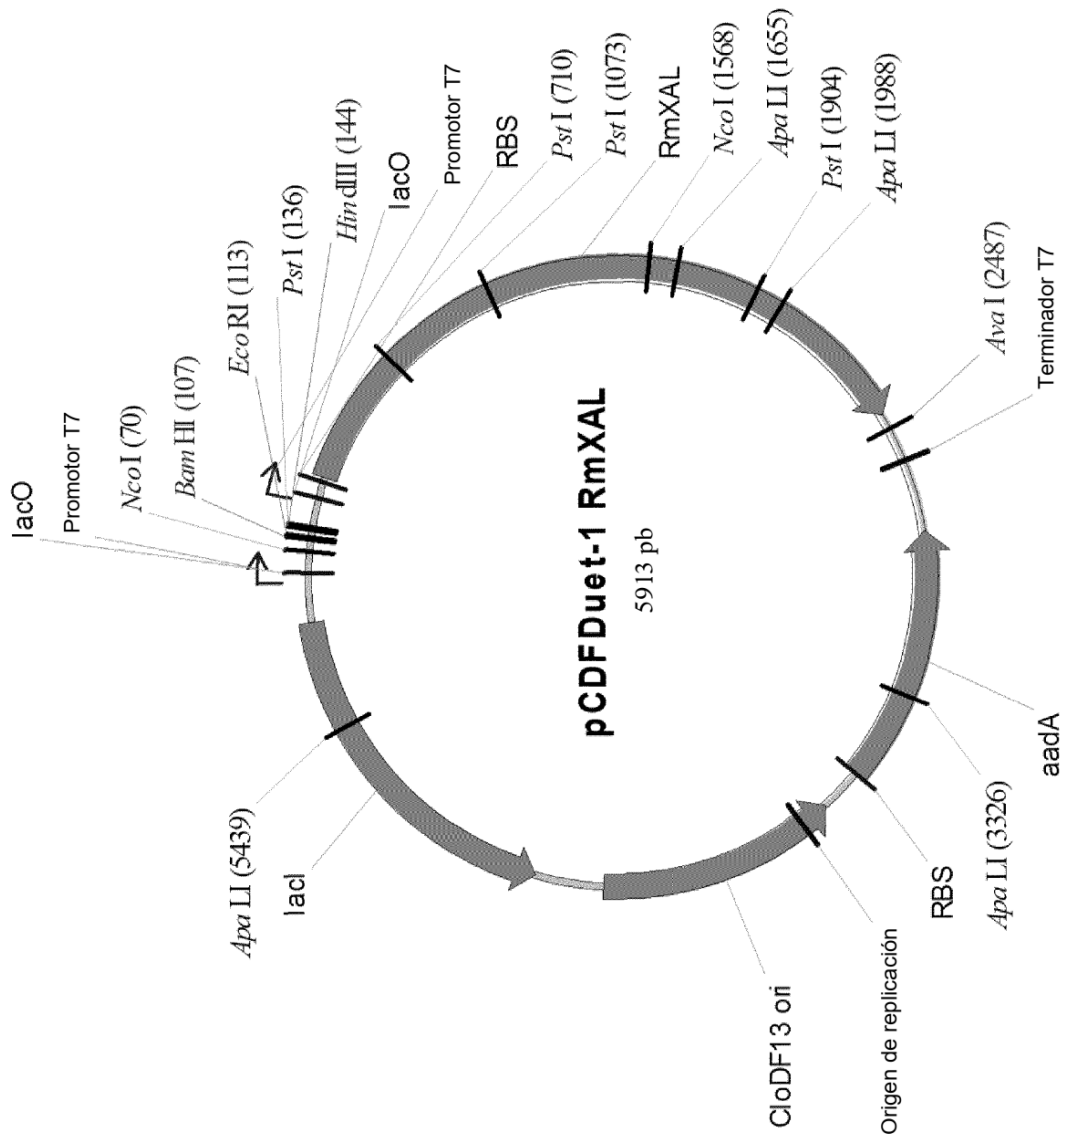 lacO
Promotor T7
NcoI (70)
BamHI (107)
EcoRI (113)
PstI (136)
HindIII (144)
lacO
Promotor T7
RBS
PstI (710)
PstI (1073)
RmXAL
NcoI (1568)
ApaLI (1655)
PstI (1904)
ApaLI (1988)
AvaI (2487)
Terminador T7
aadA
ApaLI (3326)
RBS
Origen de replicación
CloDF13 ori
lacI
ApaLI (5439)
pCDFDuet-1 RmXAL
5913 pb